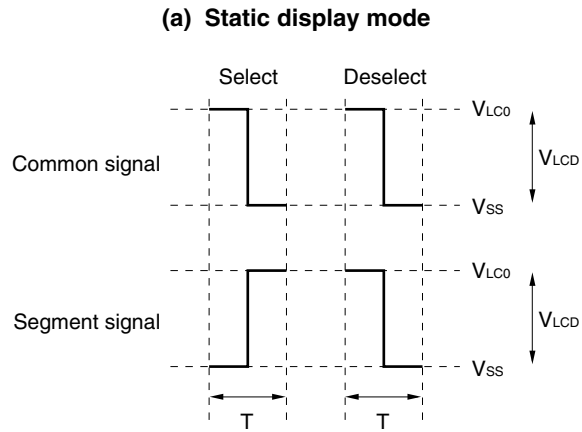 (a) Static display mode
Select Deselect
VLC0
Common signal
VLCD
VSS
VLC0
Segment signal
VLCD
VSS
T T